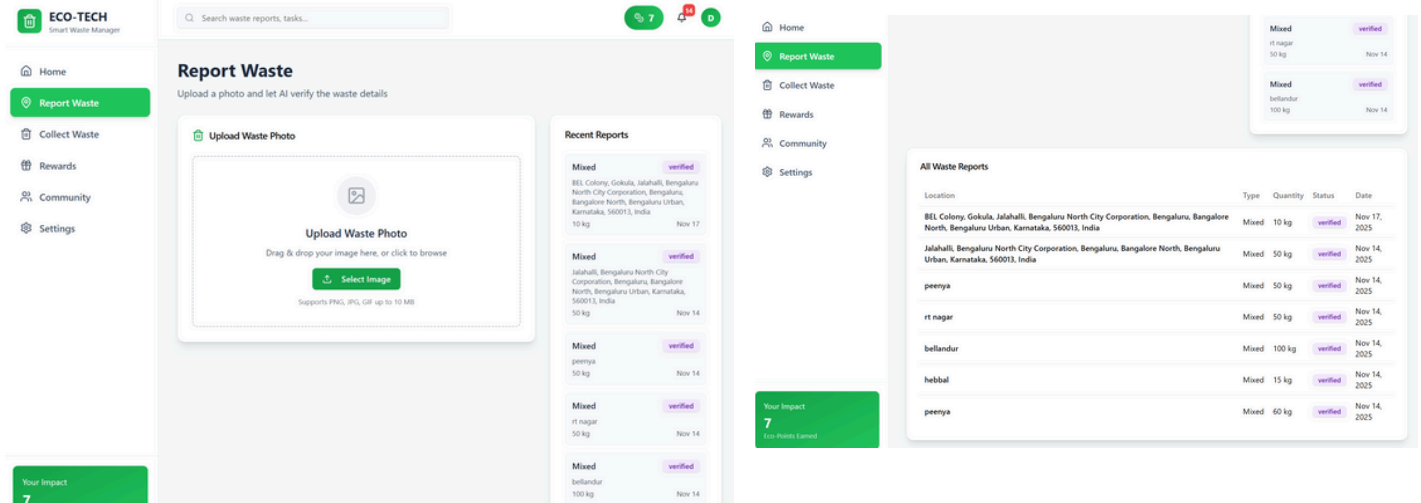 ECO-TECH
Smart Waste Manager
Search waste reports, tasks...
7
14
D
Home
Report Waste
Collect Waste
Rewards
Community
Settings
Your Impact
7
Report Waste
Upload a photo and let AI verify the waste details
Upload Waste Photo
Upload Waste Photo
Drag & drop your image here, or click to browse
Select Image
Supports PNG, JPG, GIF up to 10 MB
Recent Reports
Mixed verified
BEL Colony, Gokula, Jalahalli, Bengaluru
North City Corporation, Bengaluru,
Bangalore North, Bengaluru Urban,
Karnataka, 560013, India
10 kg Nov 17
Mixed verified
Jalahalli, Bengaluru North City
Corporation, Bengaluru, Bangalore
North, Bengaluru Urban, Karnataka,
560013, India
50 kg Nov 14
Mixed verified
peenya
50 kg Nov 14
Mixed verified
rt nagar
50 kg Nov 14
Mixed verified
bellandur
100 kg Nov 14
Home
Report Waste
Collect Waste
Rewards
Community
Settings
Your Impact
7
Eco-Points Earned
Mixed verified
rt nagar
50 kg Nov 14
Mixed verified
bellandur
100 kg Nov 14
All Waste Reports
Location Type Quantity Status Date
BEL Colony, Gokula, Jalahalli, Bengaluru North City Corporation, Bengaluru, Bangalore Mixed 10 kg verified Nov 17,
North, Bengaluru Urban, Karnataka, 560013, India 2025
Jalahalli, Bengaluru North City Corporation, Bengaluru, Bangalore North, Bengaluru Mixed 50 kg verified Nov 14,
Urban, Karnataka, 560013, India 2025
peenya Mixed 50 kg verified Nov 14,
2025
rt nagar Mixed 50 kg verified Nov 14,
2025
bellandur Mixed 100 kg verified Nov 14,
2025
hebbal Mixed 15 kg verified Nov 14,
2025
peenya Mixed 60 kg verified Nov 14,
2025